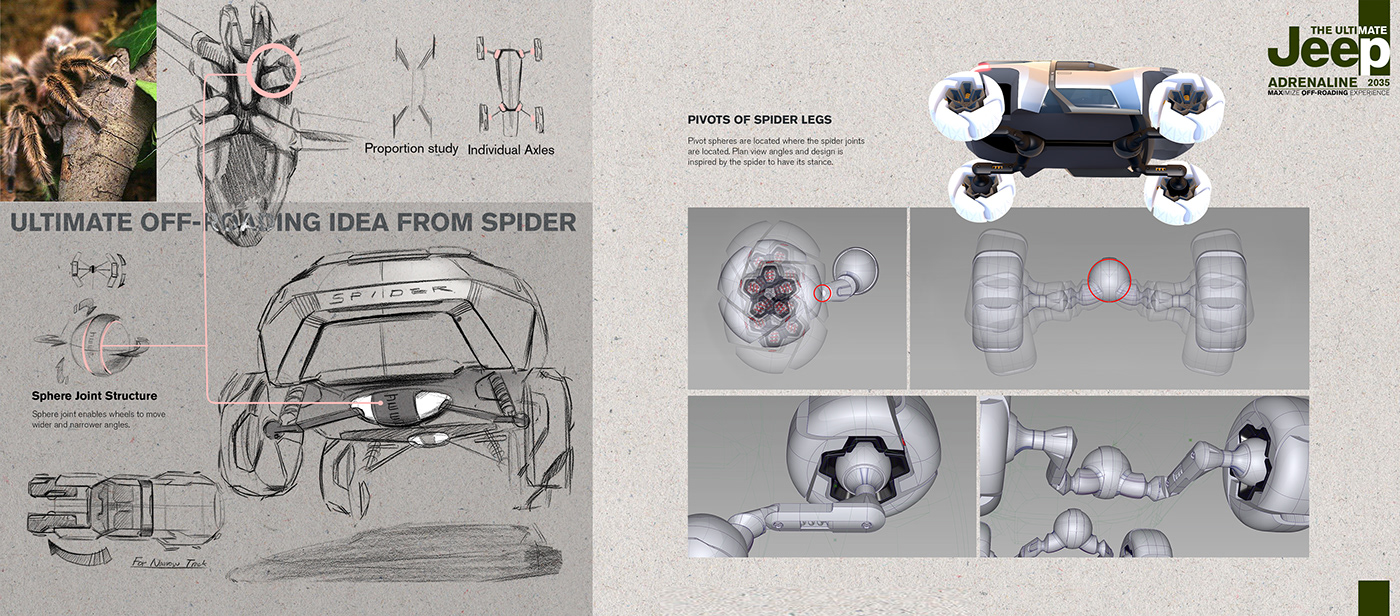 Proportion study
Individual Axles
ULTIMATE OFF-ROADING IDEA FROM SPIDER
SPIDER
Sphere Joint Structure
Sphere joint enables wheels to move
wider and narrower angles.
For Narrow Track
PIVOTS OF SPIDER LEGS
Pivot spheres are located where the spider joints
are located. Plan view angles and design is
inspired by the spider to have its stance.
THE ULTIMATE
Jeep
ADRENALINE 2035
MAXIMIZE OFF-ROADING EXPERIENCE